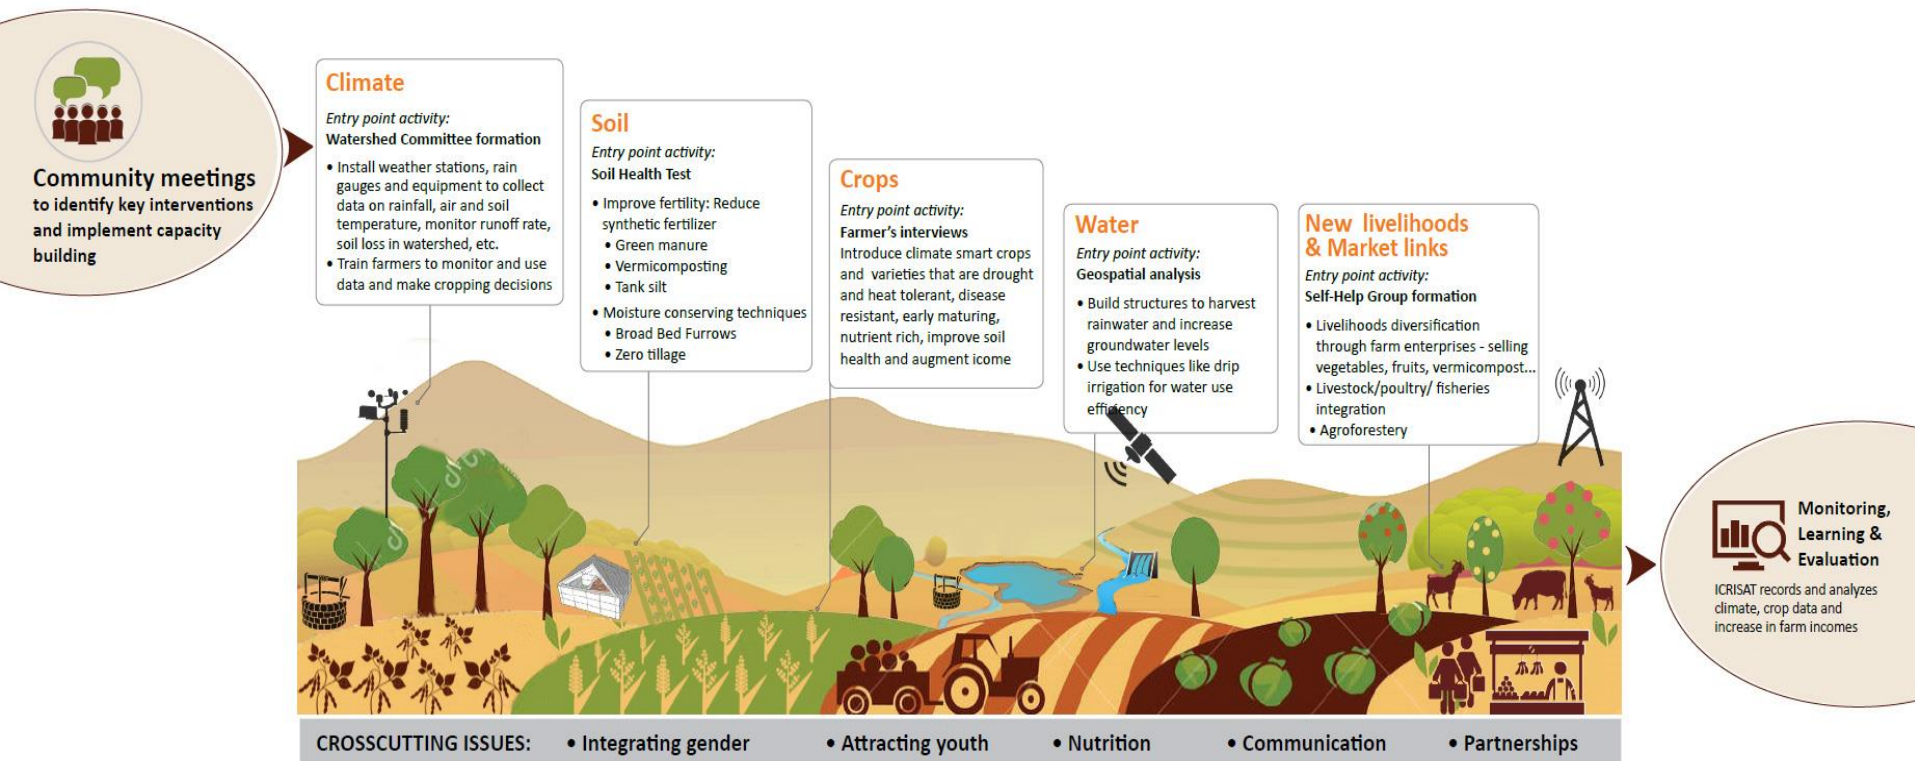 Community meetings
to identify key interventions
and implement capacity
building
Climate
Entry point activity:
Watershed Committee formation
• Install weather stations, rain
gauges and equipment to collect
data on rainfall, air and soil
temperature, monitor runoff rate,
soil loss in watershed, etc.
• Train farmers to monitor and use
data and make cropping decisions
Soil
Entry point activity:
Soil Health Test
• Improve fertility: Reduce
synthetic fertilizer
• Green manure
• Vermicomposting
• Tank silt
• Moisture conserving techniques
• Broad Bed Furrows
• Zero tillage
Crops
Entry point activity:
Farmer's interviews
Introduce climate smart crops
and varieties that are drought
and heat tolerant, disease
resistant, early maturing,
nutrient rich, improve soil
health and augment icome
Water
Entry point activity:
Geospatial analysis
• Build structures to harvest
rainwater and increase
groundwater levels
• Use techniques like drip
irrigation for water use
efficiency
New livelihoods
& Market links
Entry point activity:
Self-Help Group formation
• Livelihoods diversification
through farm enterprises - selling
vegetables, fruits, vermicompost...
• Livestock/poultry/ fisheries
integration
• Agroforestery
Monitoring,
Learning &
Evaluation
ICRISAT records and analyzes
climate, crop data and
increase in farm incomes
CROSSCUTTING ISSUES: • Integrating gender • Attracting youth • Nutrition • Communication • Partnerships